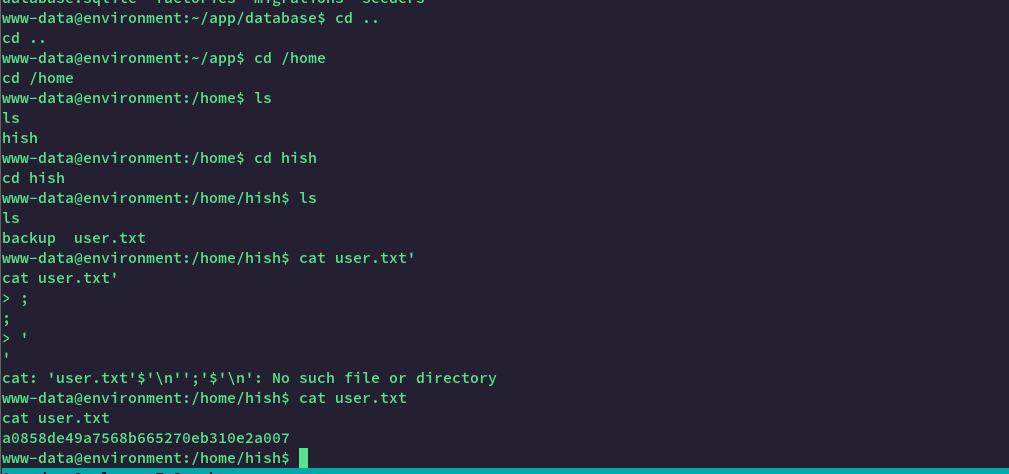 database.sqlite  factories  migrations  seeders
www-data@environment:~/app/database$ cd ..
cd ..
www-data@environment:~/app$ cd /home
cd /home
www-data@environment:/home$ ls
ls
hish
www-data@environment:/home$ cd hish
cd hish
www-data@environment:/home/hish$ ls
ls
backup  user.txt
www-data@environment:/home/hish$ cat user.txt'
cat user.txt'
> ;
;
> '
'
cat: 'user.txt'$'\n'';'$'\n': No such file or directory
www-data@environment:/home/hish$ cat user.txt
cat user.txt
a0858de49a7568b665270eb310e2a007
www-data@environment:/home/hish$